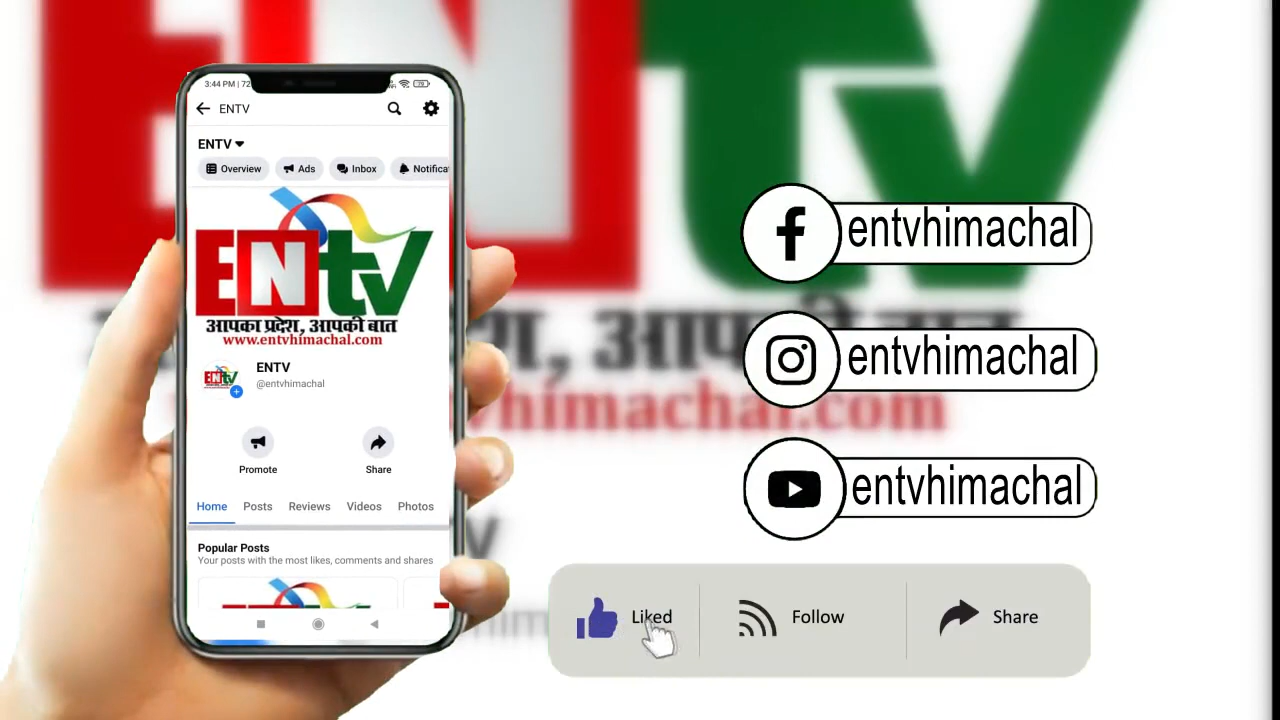 3:44 PM | 72
ENTV
ENTV
Overview
Ads
Inbox
Notifica
ENtv
आपका प्रदेश, आपकी बात
www.entvhimachal.com
ENTV
@entvhimachal
Promote
Share
Home
Posts
Reviews
Videos
Photos
Popular Posts
Your posts with the most likes, comments and shares
entvhimachal
entvhimachal
entvhimachal
Liked
Follow
Share